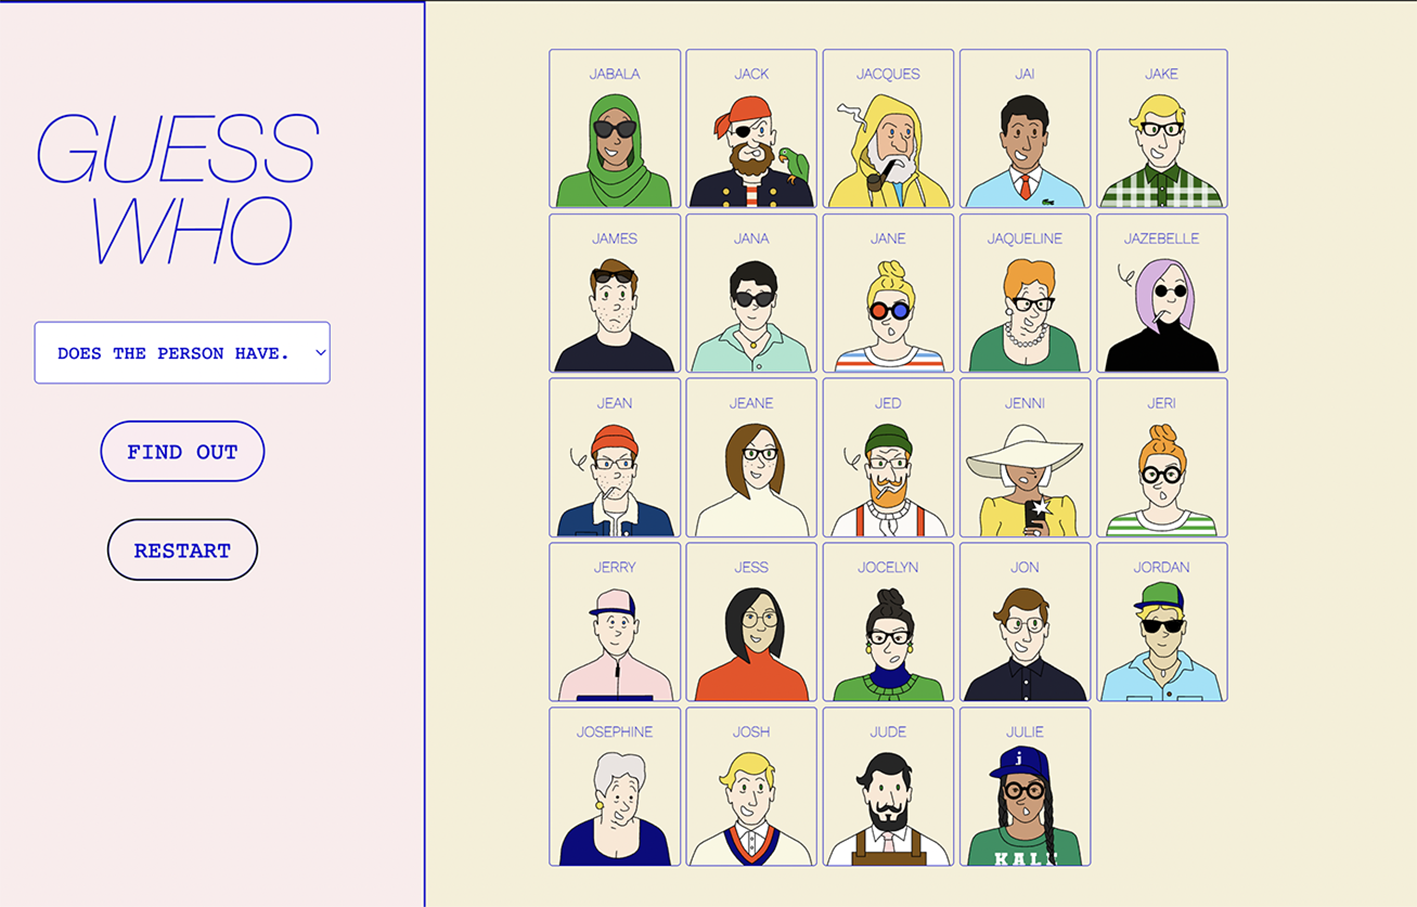 GUESS
WHO
DOES THE PERSON HAVE.
FIND OUT
RESTART
JABALA
JACK
JACQUES
JAI
JAKE
JAMES
JANA
JANE
JAQUELINE
JAZEBELLE
JEAN
JEANE
JED
JENNI
JERI
JERRY
JESS
JOCELYN
JON
JORDAN
JOSEPHINE
JOSH
JUDE
JULIE
j